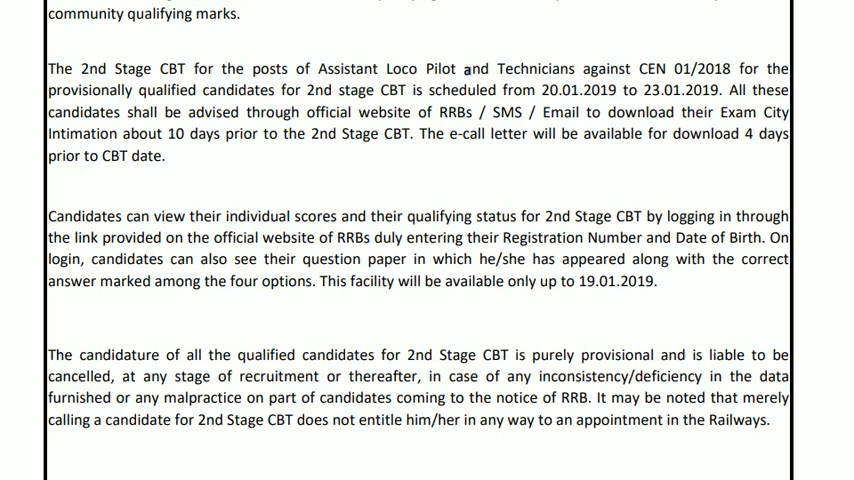 community qualifying marks.
The 2nd Stage CBT for the posts of Assistant Loco Pilot and Technicians against CEN 01/2018 for the
provisionally qualified candidates for 2nd stage CBT is scheduled from 20.01.2019 to 23.01.2019. All these
candidates shall be advised through official website of RRBs / SMS / Email to download their Exam City
Intimation about 10 days prior to the 2nd Stage CBT. The e-call letter will be available for download 4 days
prior to CBT date.
Candidates can view their individual scores and their qualifying status for 2nd Stage CBT by logging in through
the link provided on the official website of RRBs duly entering their Registration Number and Date of Birth. On
login, candidates can also see their question paper in which he/she has appeared along with the correct
answer marked among the four options. This facility will be available only up to 19.01.2019.
The candidature of all the qualified candidates for 2nd Stage CBT is purely provisional and is liable to be
cancelled, at any stage of recruitment or thereafter, in case of any inconsistency/deficiency in the data
furnished or any malpractice on part of candidates coming to the notice of RRB. It may be noted that merely
calling a candidate for 2nd Stage CBT does not entitle him/her in any way to an appointment in the Railways.